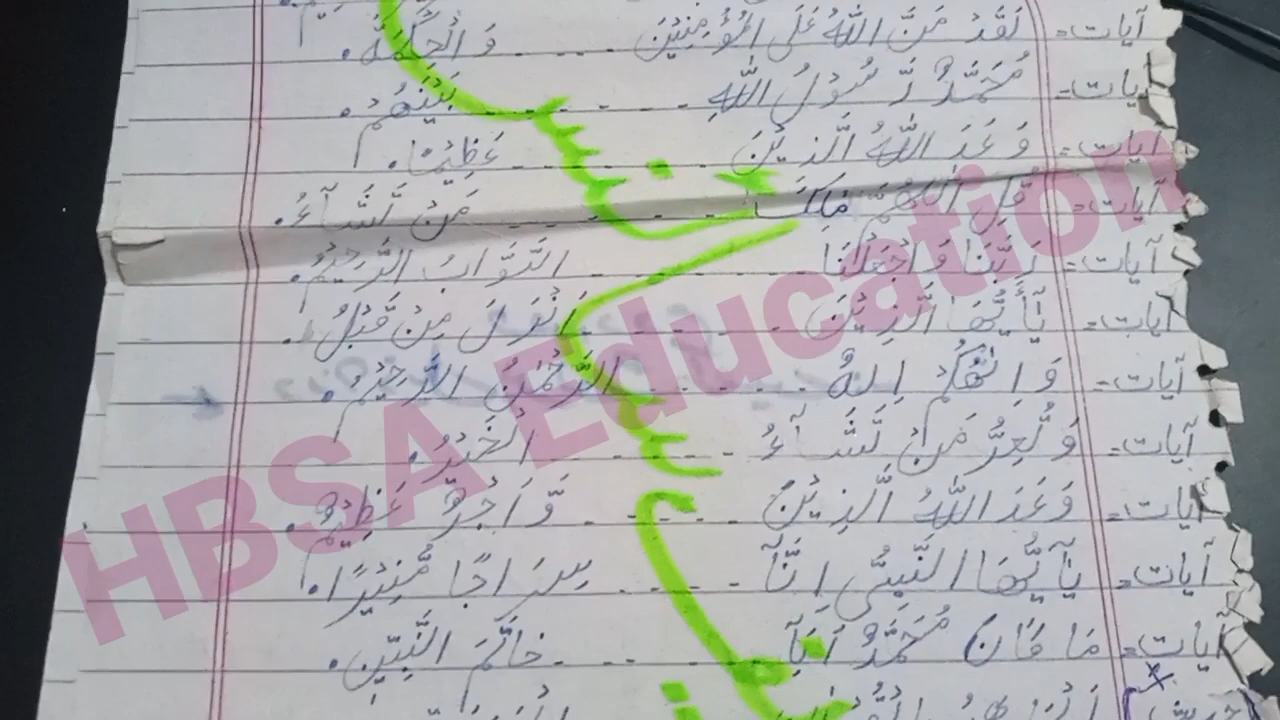 آیات:- لَقَدْ مَنَّ اللّٰهُ عَلَی الْمُؤْمِنِیْنَ ---- وَ الْحِکْمَةَ.
آیات:- مُحَمَّدٌ رَّسُوْلُ اللّٰهِ ------ بَیْنَهُمْ.
آیات:- وَعَدَ اللّٰهُ الَّذِیْنَ ------ عَظِیْمًا.
آیات:- قُلِ اللّٰهُمَّ مَالِکَ ------ مَنْ تَشَآءُ.
آیات:- رَبَّنَا وَاجْعَلْنَا ------ التَّوَّابُ الرَّحِیْمُ.
آیات:- یٰٓاَیُّهَا الَّذِیْنَ ------ مِنْ قَبْلُ.
آیات:- وَ اِلٰهُکُمْ اِلٰهٌ ------ الرَّحْمٰنُ الرَّحِیْمُ.
آیات:- وَ تُعِزُّ مَنْ تَشَآءُ ------ الْخَیْرُ.
آیات:- وَعَدَ اللّٰهُ الَّذِیْنَ ------ وَّ اَجْرٌ عَظِیْمٌ.
آیات:- یٰٓاَیُّهَا النَّبِیُّ اِنَّآ ---- سِرَاجًا مُّنِیْرًا.
آیات:- مَا کَانَ مُحَمَّدٌ اَبَآ ------ خَاتَمَ النَّبِیّٖنَ.
HBSA Education